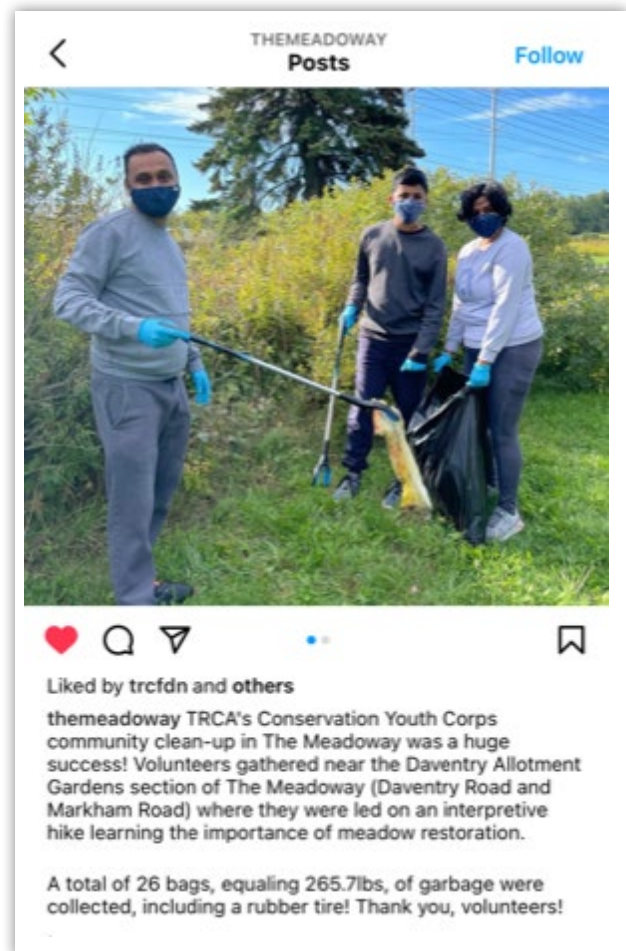 THEMEADOWAY
Posts
Follow
Liked by trcfdn and others
themeadoway TRCA's Conservation Youth Corps
community clean-up in The Meadoway was a huge
success! Volunteers gathered near the Daventry Allotment
Gardens section of The Meadoway (Daventry Road and
Markham Road) where they were led on an interpretive
hike learning the importance of meadow restoration.
A total of 26 bags, equaling 265.7lbs, of garbage were
collected, including a rubber tire! Thank you, volunteers!